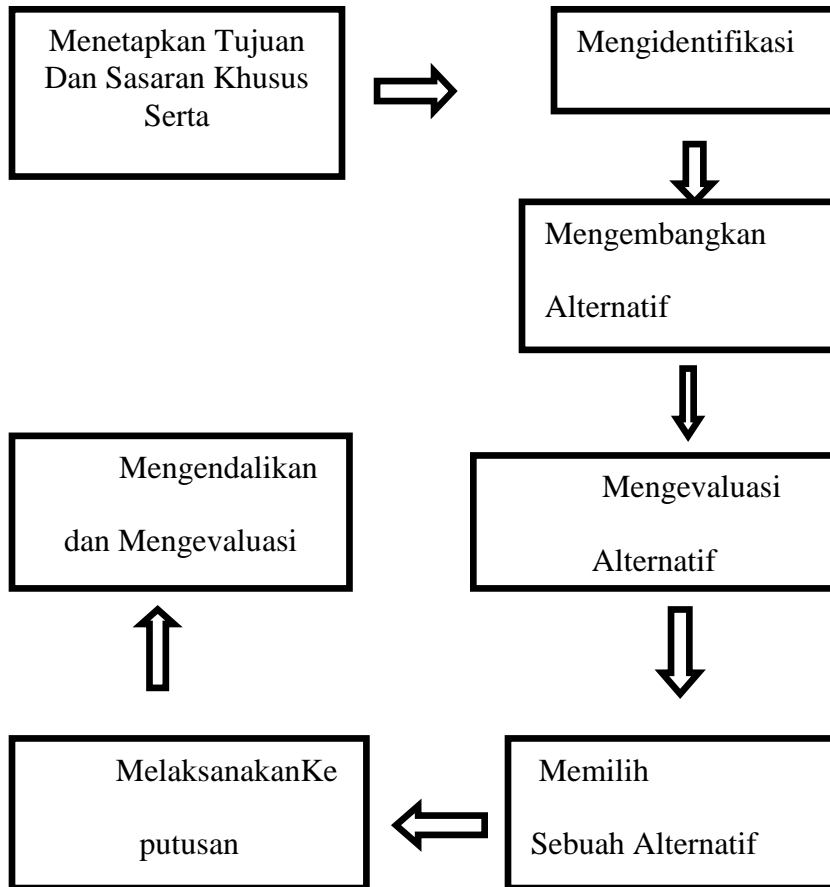 Menetapkan Tujuan
Dan Sasaran Khusus
Serta
Mengidentifikasi
Mengembangkan
Alternatif
Mengevaluasi
Alternatif
Memilih
Sebuah Alternatif
MelaksanakanKe
putusan
Mengendalikan
dan Mengevaluasi